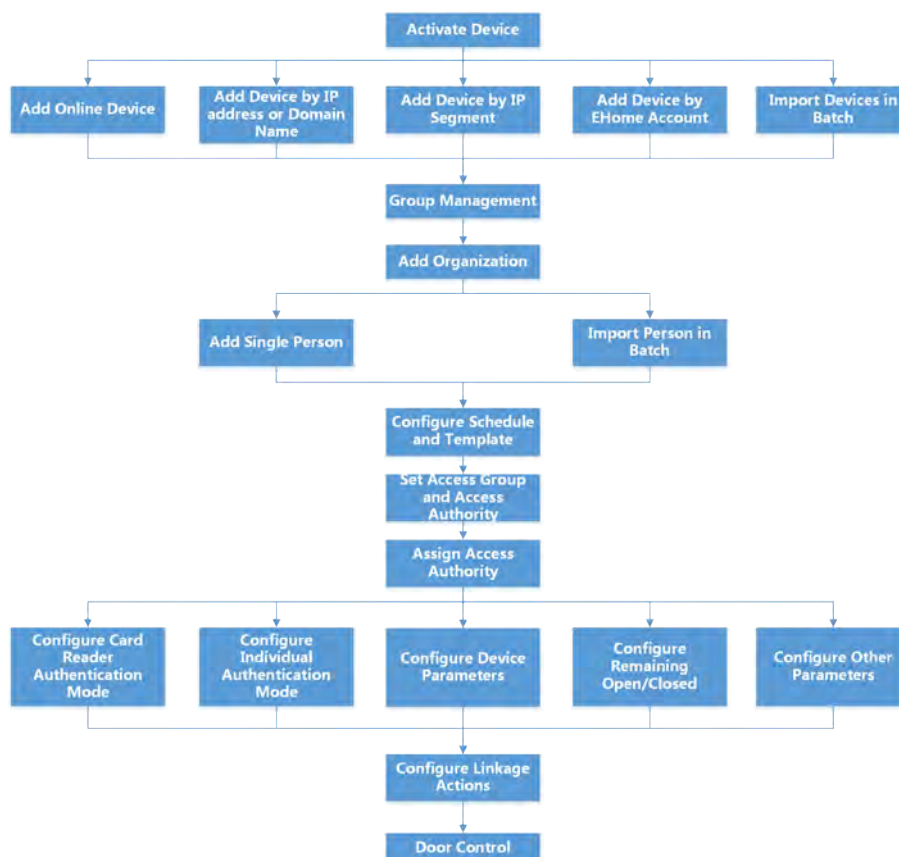 Activate Device
Add Online Device
Add Device by IP
address or Domain
Name
Add Device by IP
Segment
Add Device by
EHome Account
Import Devices in
Batch
Group Management
Add Organization
Add Single Person
Import Person in
Batch
Configure Schedule
and Template
Set Access Group
and Access
Authority
Assign Access
Authority
Configure Card
Reader
Authentication
Mode
Configure
Individual
Authentication
Mode
Configure Device
Parameters
Configure
Remaining
Open/Closed
Configure Other
Parameters
Configure Linkage
Actions
Door Control